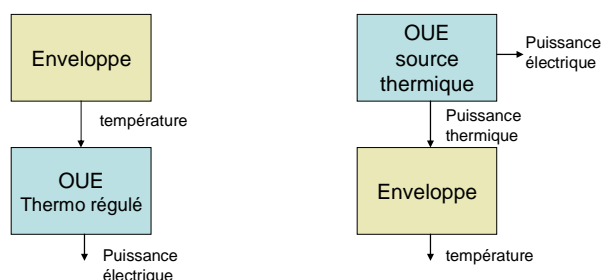 Enveloppe
température
OUE
Thermo régulé
Puissance
électrique
OUE
source
thermique
Puissance
électrique
Puissance
thermique
Enveloppe
température